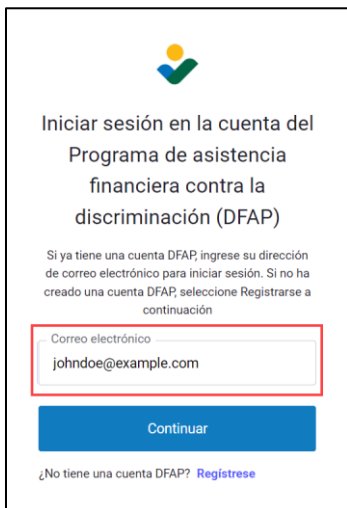 Iniciar sesión en la cuenta del
Programa de asistencia
financiera contra la
discriminación (DFAP)
Si ya tiene una cuenta DFAP, ingrese su dirección
de correo electrónico para iniciar sesión. Si no ha
creado una cuenta DFAP, seleccione Registrarse a
continuación
Correo electrónico
johndoe@example.com
Continuar
¿No tiene una cuenta DFAP? Regístrese